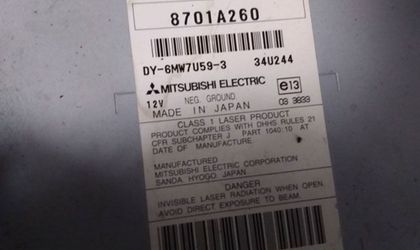 8701A260
DY-6MW7U59-3 34U244
MITSUBISHI ELECTRIC e13
12V NEG. GROUND 03 3833
MADE IN JAPAN
CLASS 1 LASER PRODUCT
PRODUCT COMPLIES WITH DHHS RULES 21
CFR SUBCHAPTER J PART 1040:10 AT
DATE OF MANUFACTURE
MANUFACTURED
MITSUBISHI ELECTRIC CORPORATION
SANDA HYOGO JAPAN
DANGER
INVISIBLE LASER RADIATION WHEN OPEN
AVOID DIRECT EXPOSURE TO BEAM.